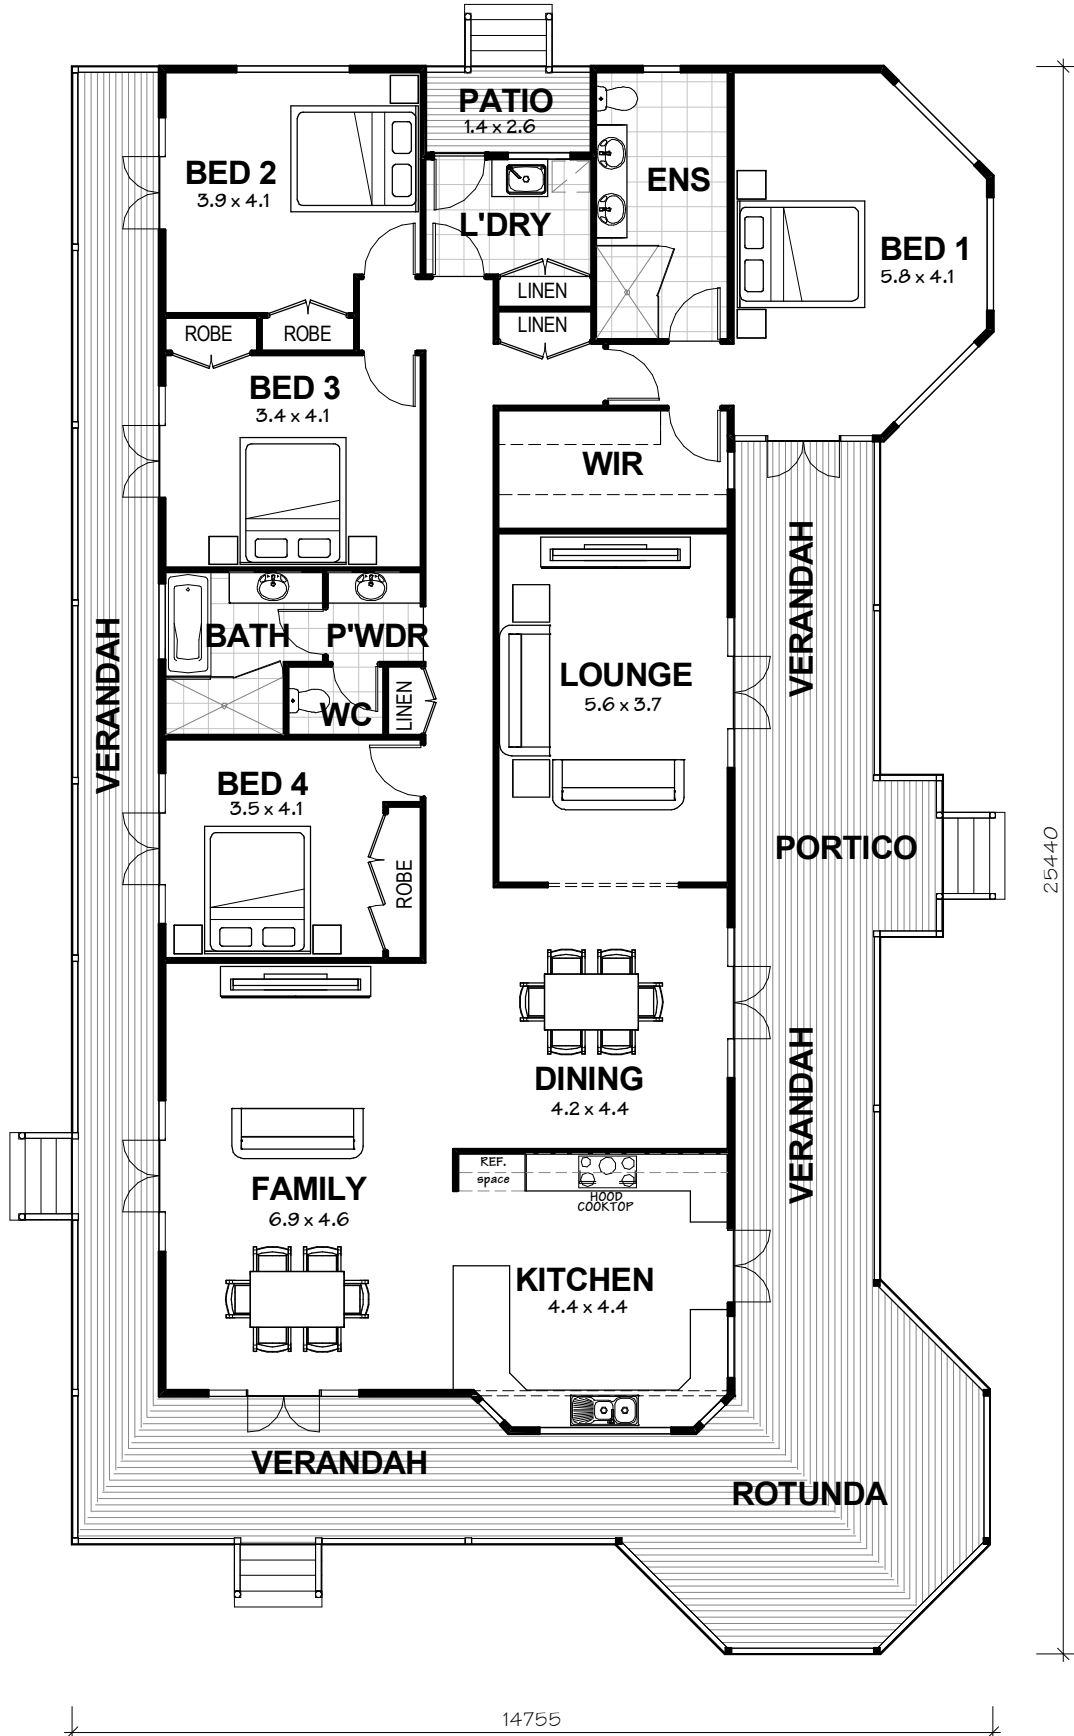 PATIO
1.4 x 2.6
BED 2
3.9 x 4.1
ENS
L'DRY
BED 1
5.8 x 4.1
LINEN
LINEN
ROBE
ROBE
BED 3
3.4 x 4.1
WIR
VERANDAH
VERANDAH
BATH
P'WDR
LOUNGE
5.6 x 3.7
WC
LINEN
BED 4
3.5 x 4.1
ROBE
PORTICO
25440
DINING
4.2 x 4.4
VERANDAH
REF.
space
HOOD
COOKTOP
FAMILY
6.9 x 4.6
KITCHEN
4.4 x 4.4
VERANDAH
ROTUNDA
14755